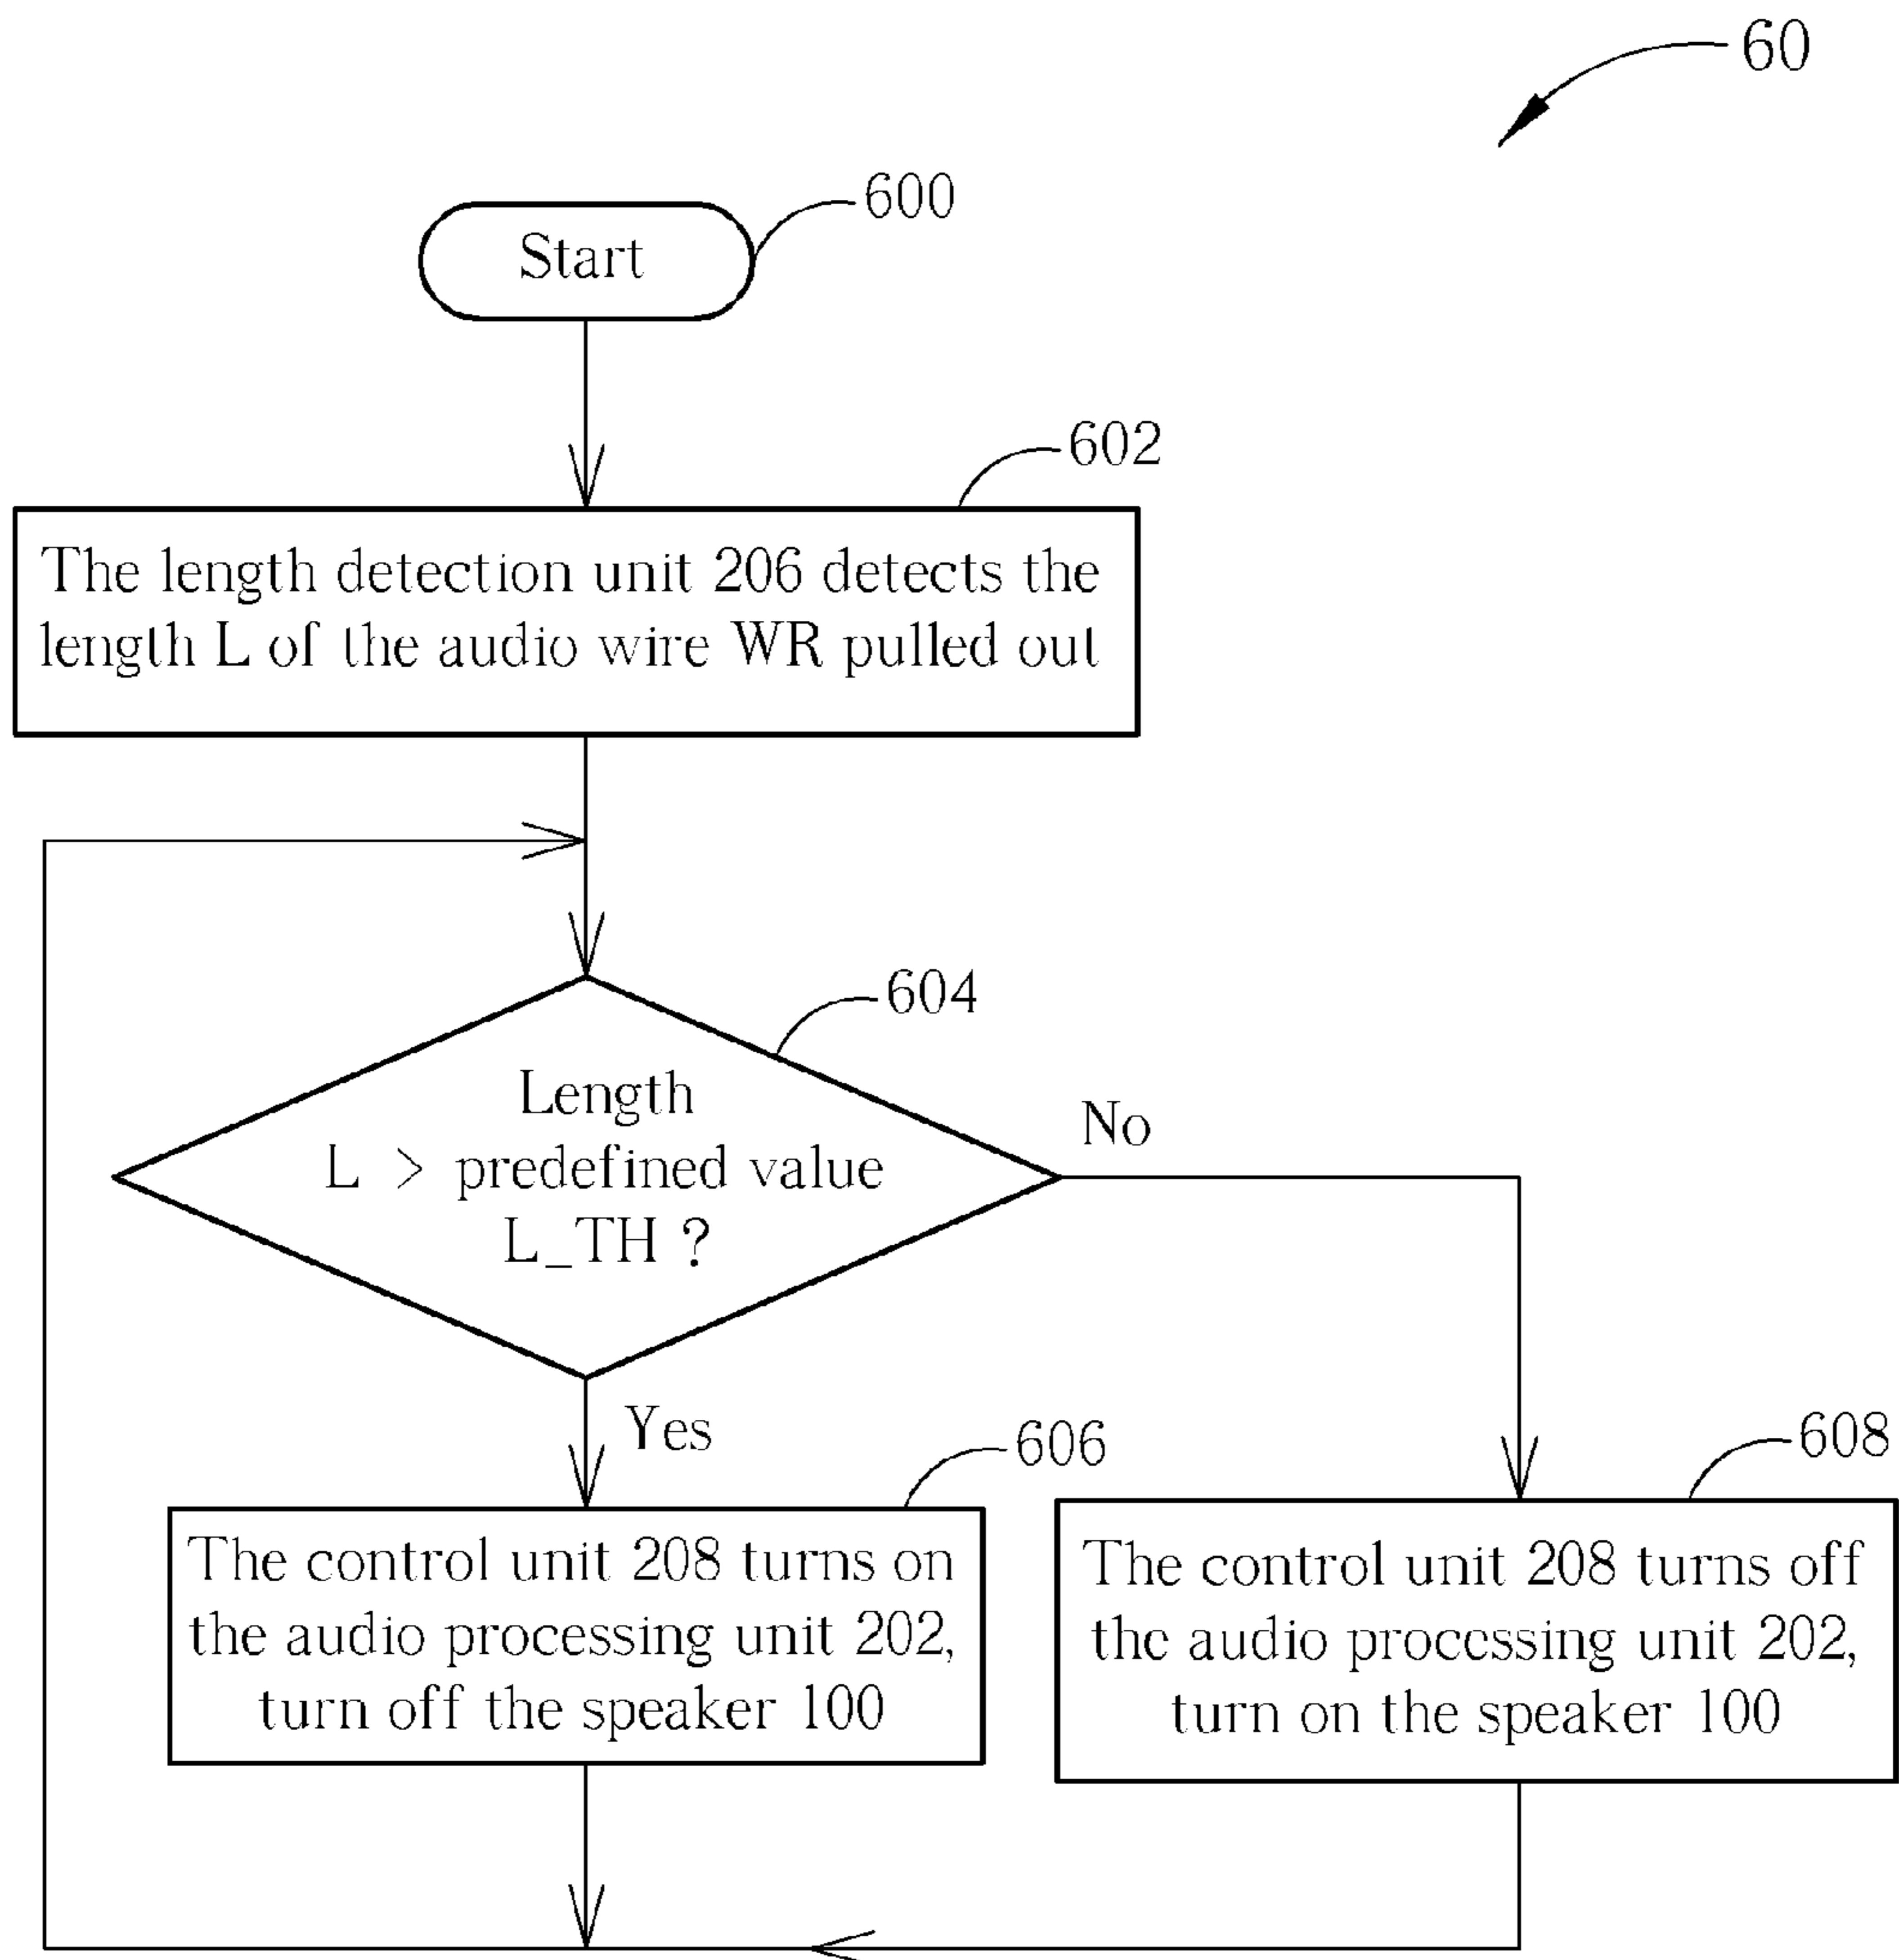 60
600
Start
602
The length detection unit 206 detects the
length L of the audio wire WR pulled out
604
Length
L > predefined value
L_TH ?
No
Yes
606
608
The control unit 208 turns on
the audio processing unit 202,
turn off the speaker 100
The control unit 208 turns off
the audio processing unit 202,
turn on the speaker 100